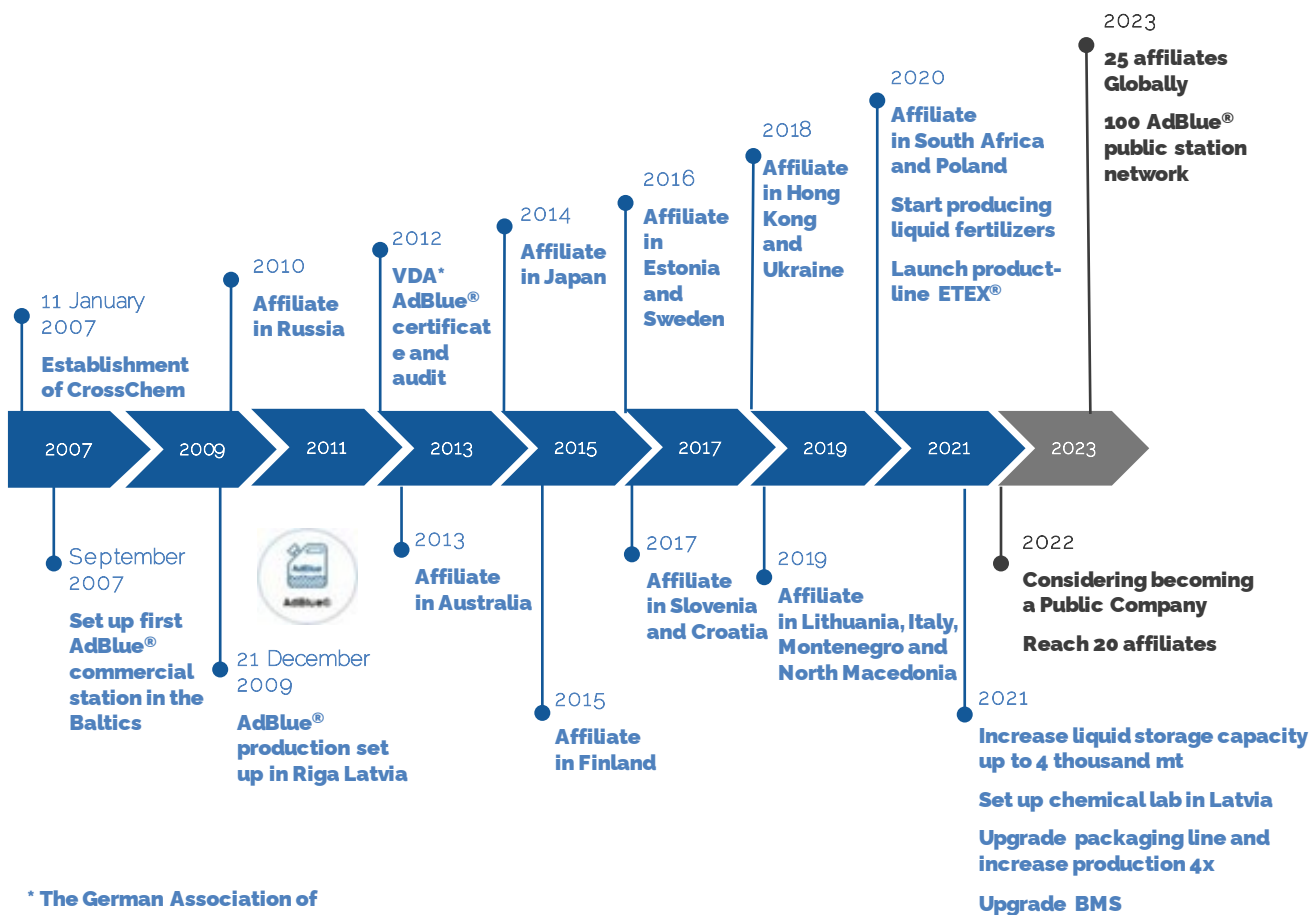 2023
25 affiliates
Globally
100 AdBlue®
public station
network
2020
Affiliate
in South Africa
and Poland
Start producing
liquid fertilizers
Launch product-
line ETEX®
2018
Affiliate
in Hong
Kong
and
Ukraine
2016
Affiliate
in
Estonia
and
Sweden
2014
Affiliate
in Japan
2012
VDA*
AdBlue®
certificat
e and
audit
2010
Affiliate
in Russia
11 January
2007
Establishment
of CrossChem
2007
2009
2011
2013
2015
2017
2019
2021
2023
September
2007
Set up first
AdBlue®
commercial
station in the
Baltics
AdBlue
AdBlue®
21 December
2009
AdBlue®
production set
up in Riga Latvia
2013
Affiliate
in Australia
2015
Affiliate
in Finland
2017
Affiliate
in Slovenia
and Croatia
2019
Affiliate
in Lithuania, Italy,
Montenegro and
North Macedonia
2022
Considering becoming
a Public Company
Reach 20 affiliates
2021
Increase liquid storage capacity
up to 4 thousand mt
Set up chemical lab in Latvia
Upgrade packaging line and
increase production 4x
Upgrade BMS
* The German Association of